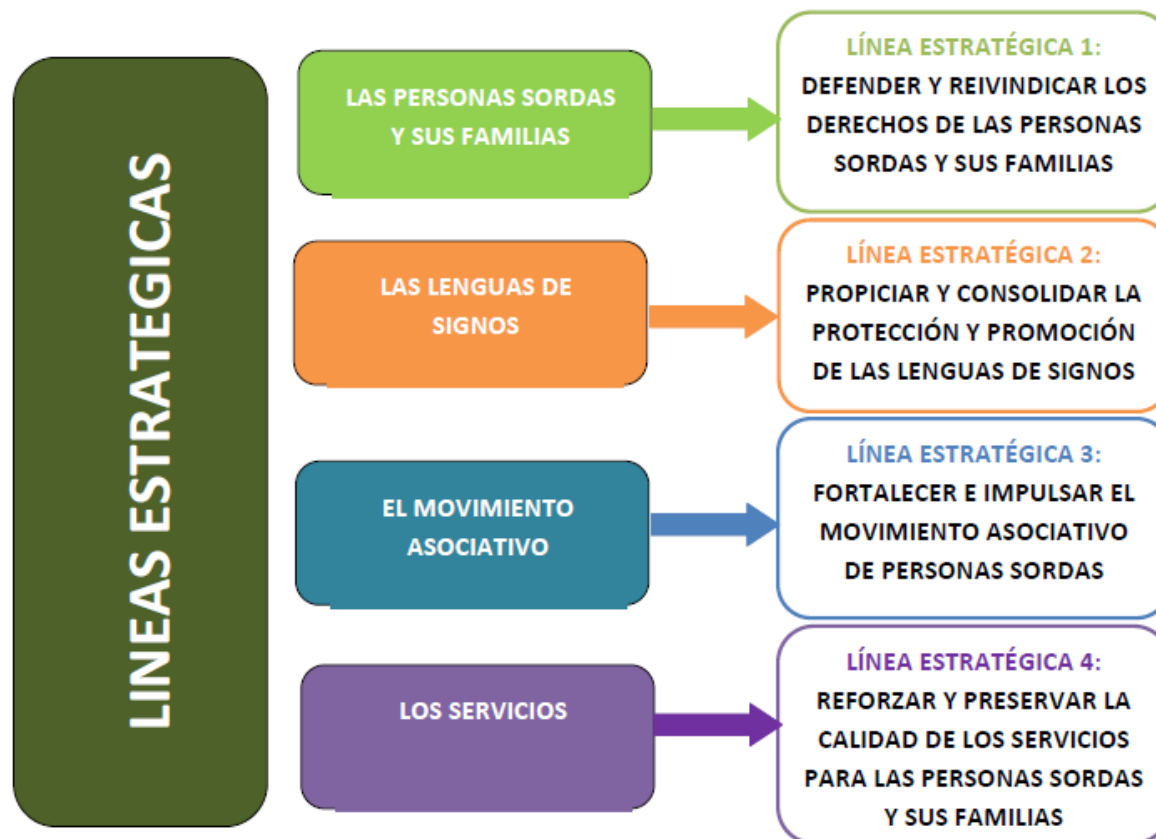 LINEAS ESTRATEGICAS
LAS PERSONAS SORDAS
Y SUS FAMILIAS
LÍNEA ESTRATÉGICA 1:
DEFENDER Y REIVINDICAR LOS
DERECHOS DE LAS PERSONAS
SORDAS Y SUS FAMILIAS
LAS LENGUAS DE
SIGNOS
LÍNEA ESTRATÉGICA 2:
PROPICIAR Y CONSOLIDAR LA
PROTECCIÓN Y PROMOCIÓN
DE LAS LENGUAS DE SIGNOS
EL MOVIMIENTO
ASOCIATIVO
LÍNEA ESTRATÉGICA 3:
FORTALECER E IMPULSAR EL
MOVIMIENTO ASOCIATIVO
DE PERSONAS SORDAS
LOS SERVICIOS
LÍNEA ESTRATÉGICA 4:
REFORZAR Y PRESERVAR LA
CALIDAD DE LOS SERVICIOS
PARA LAS PERSONAS SORDAS
Y SUS FAMILIAS